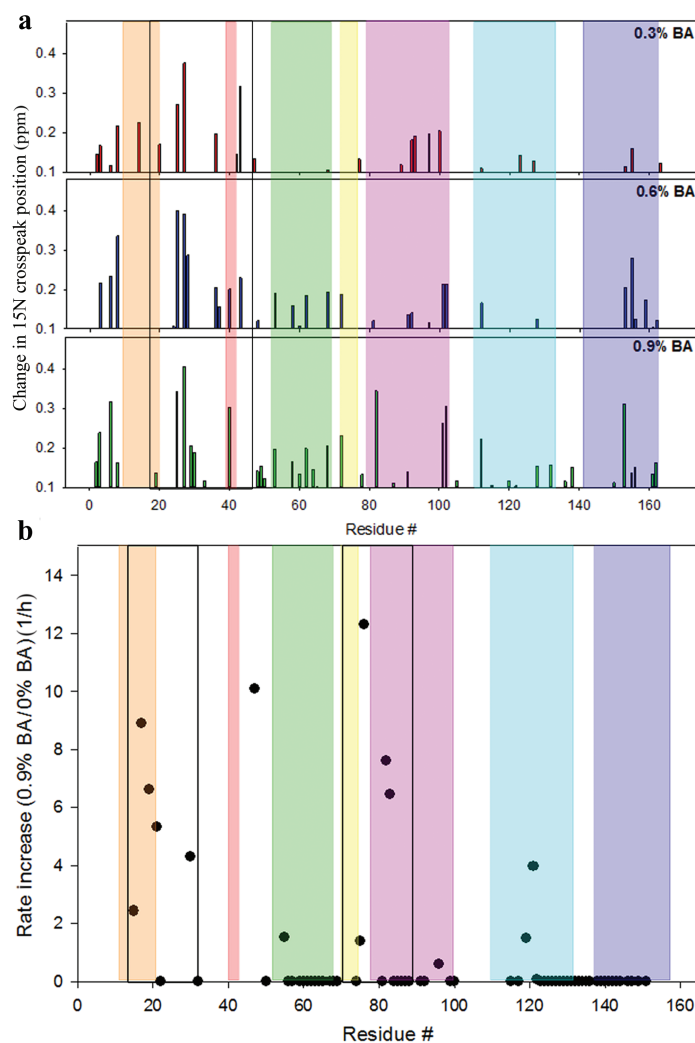 a
0.3% BA
0.4
0.3
0.2
0.1
0.6% BA
0.4
0.3
0.2
0.1
0.9% BA
0.4
0.3
0.2
0.1
Change in 15N crosspeak position (ppm)
0 20 40 60 80 100 120 140 160
Residue #
b
14
12
10
8
6
4
2
0
Rate increase (0.9% BA/0% BA) (1/h)
0 20 40 60 80 100 120 140 160
Residue #